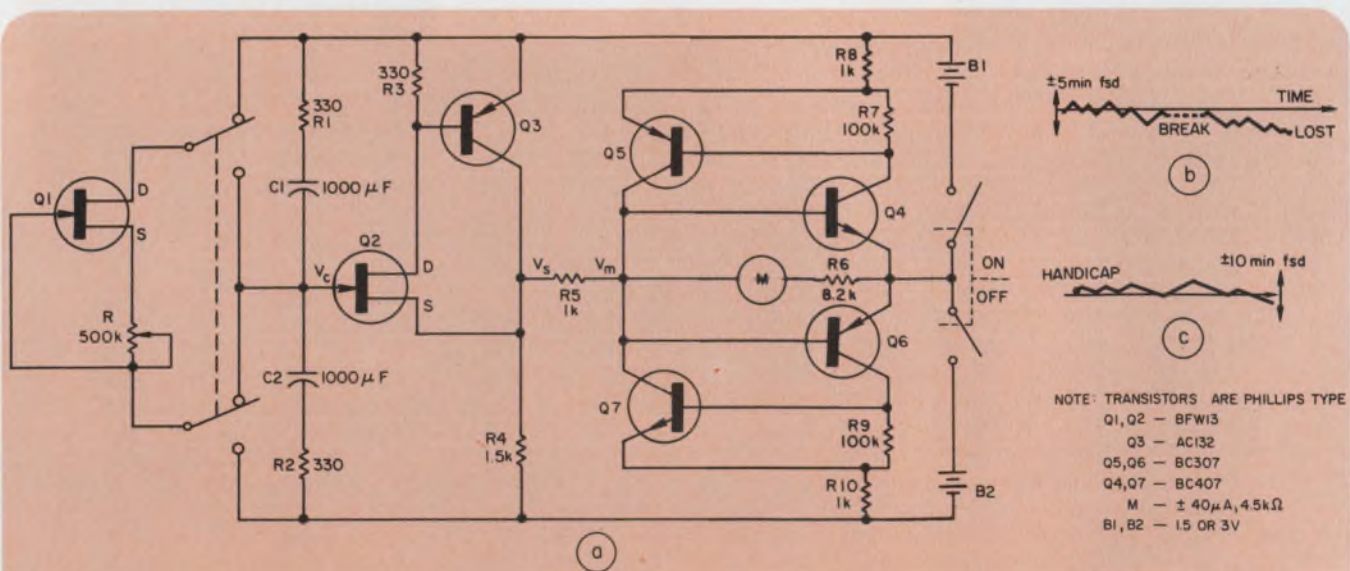 330
R1
C1
1000 µF
Q1
D
S
R
500k
Vc
C2
1000 µF
R2
330
330
R3
Q3
Q2
D
S
Vs
R5
1k
Vm
R4
1.5k
R8
1k
R7
100k
Q5
Q4
M
R6
8.2k
Q6
Q7
R9
100k
R10
1k
B1
ON
OFF
B2
a
±5min fsd
TIME
BREAK
LOST
b
HANDICAP
±10 min fsd
c
NOTE: TRANSISTORS ARE PHILLIPS TYPE
Q1,Q2 — BFW13
Q3 — AC132
Q5,Q6 — BC307
Q4,Q7 — BC407
M — ± 40µA, 4.5kΩ
B1, B2 — 1.5 OR 3V